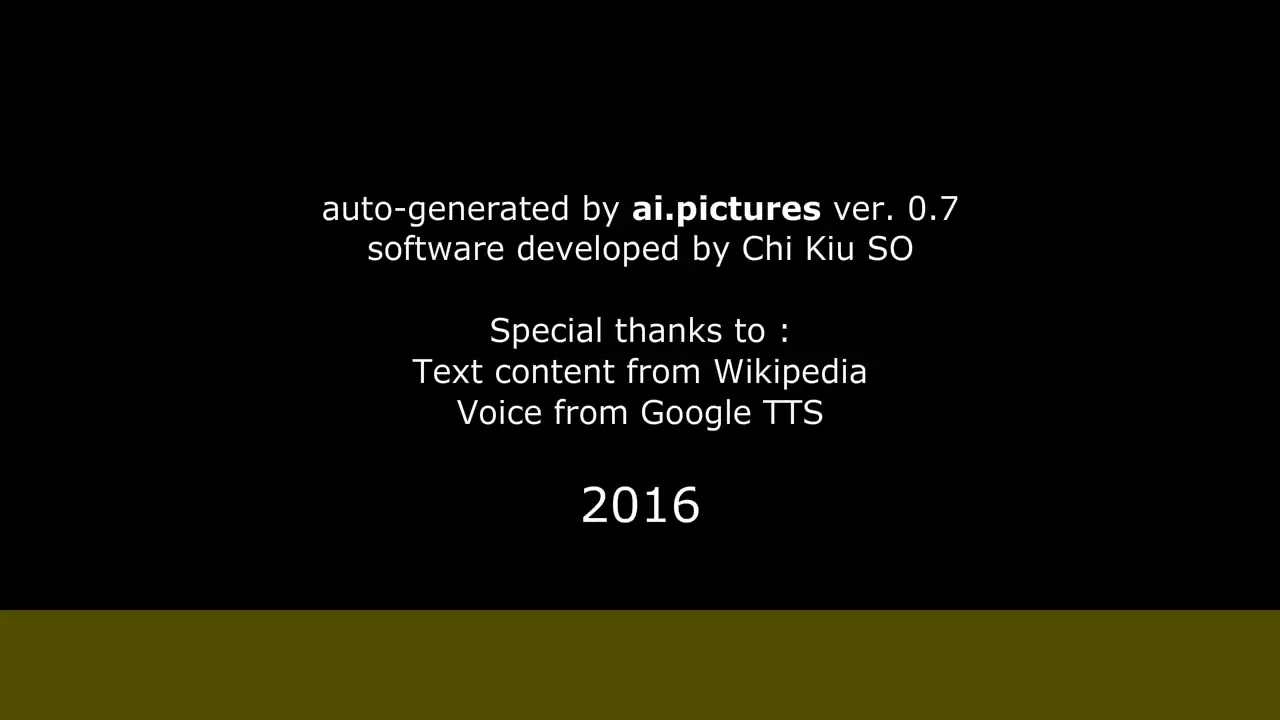 auto-generated by ai.pictures ver. 0.7
software developed by Chi Kiu SO
Special thanks to :
Text content from Wikipedia
Voice from Google TTS
2016